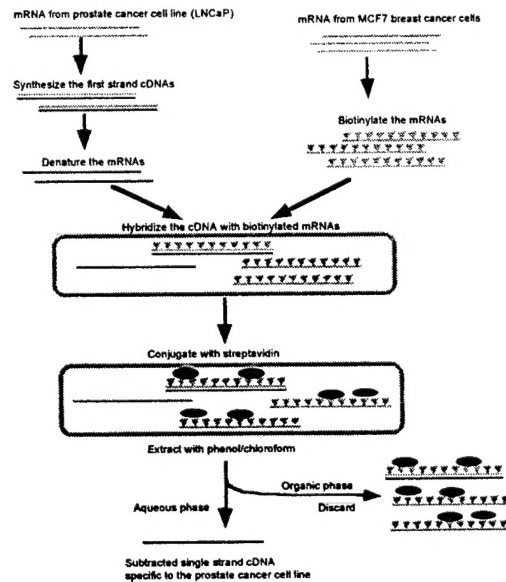 mRNA from prostate cancer cell line (LNCaP)
mRNA from MCF7 breast cancer cells
Synthesize the first strand cDNAs
Biotinylate the mRNAs
Denature the mRNAs
Hybridize the cDNA with biotinylated mRNAs
Conjugate with streptavidin
Extract with phenol/chloroform
Organic phase
Aqueous phase
Discard
Subtracted single strand cDNA
specific to the prostate cancer cell line